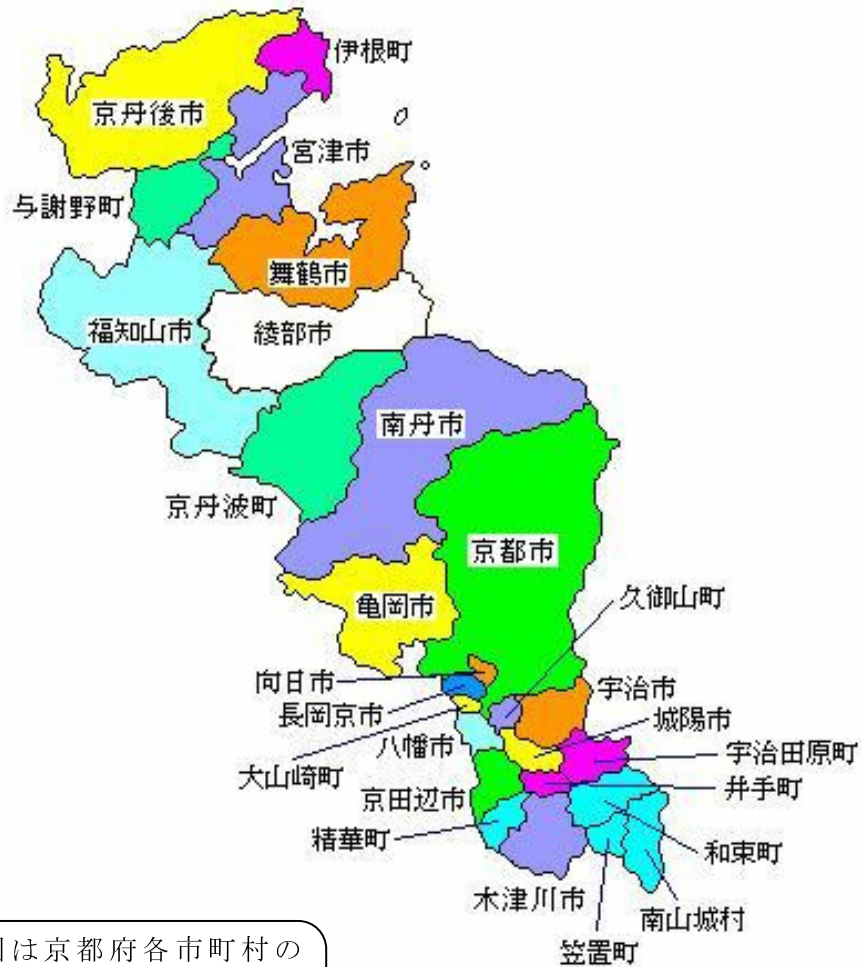 伊根町
京丹後市
宮津市
与謝野町
舞鶴市
福知山市
綾部市
南丹市
京丹波町
京都市
久御山町
亀岡市
向日市
宇治市
長岡京市
城陽市
八幡市
宇治田原町
大山崎町
井手町
京田辺市
精華町
和束町
木津川市
南山城村
笠置町
図は京都府各市町村の